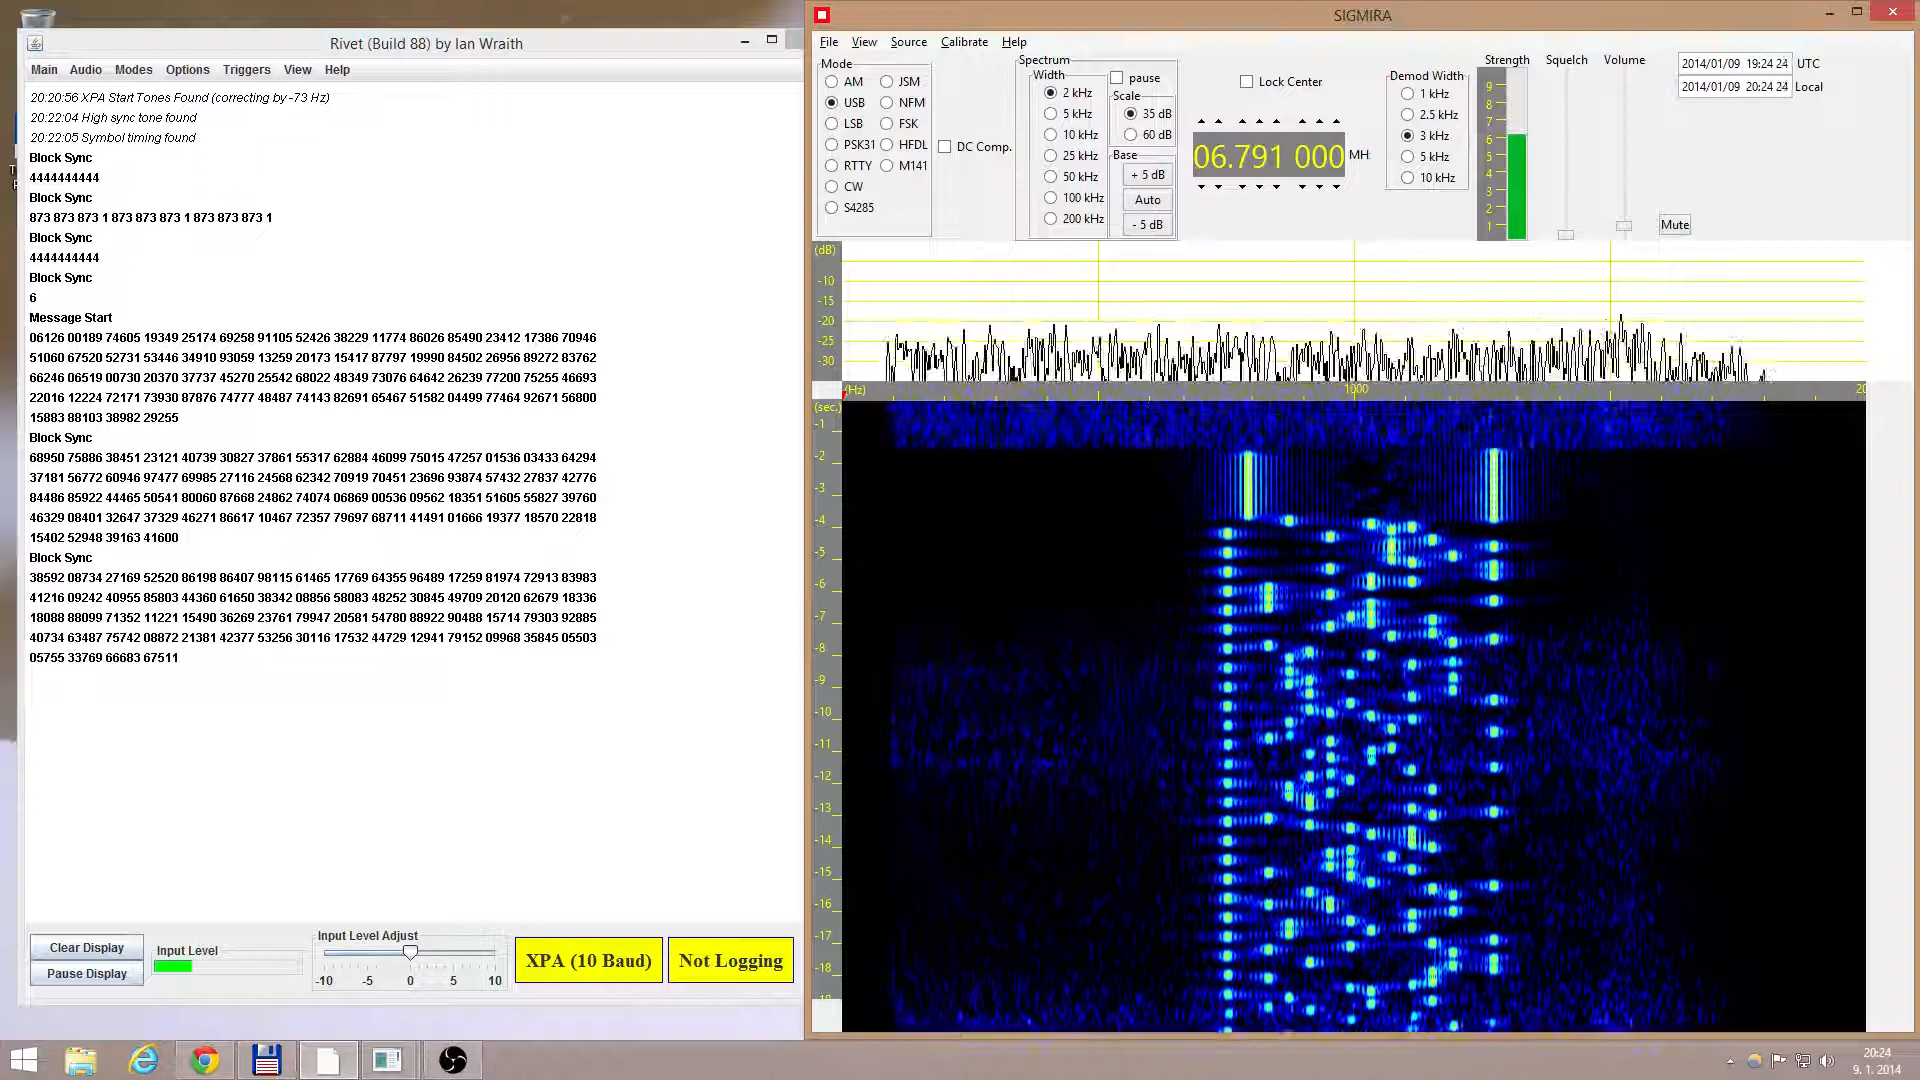 Rivet (Build 88) by Ian Wraith
Main Audio Modes Options Triggers View Help
20:20:56 XPA Start Tones Found (correcting by -73 Hz)
20:22:04 High sync tone found
20:22:05 Symbol timing found
Block Sync
4444444444
Block Sync
873 873 873 1 873 873 873 1 873 873 873 1
Block Sync
4444444444
Block Sync
6
Message Start
06126 00189 74605 19349 25174 69258 91105 52426 38229 11774 86026 85490 23412 17386 70946
51060 67520 52731 53446 34910 93059 13259 20173 15417 87797 19990 84502 26956 89272 83762
66246 06519 00730 20370 37737 45270 25542 68022 48349 73076 64642 26239 77200 75255 46693
22016 12224 72171 73930 87876 74777 48487 74143 82691 65467 51582 04499 77464 92671 56800
15883 88103 38982 29255
Block Sync
68950 75886 38451 23121 40739 30827 37861 55317 62884 46099 75015 47257 01536 03433 64294
37181 56772 60946 97477 69985 27116 24568 62342 70919 70451 23696 93874 57432 27837 42776
84486 85922 44465 50541 80060 87668 24862 74074 06869 00536 09562 18351 51605 55827 39760
46329 08401 32647 37329 46271 86617 10467 72357 79697 68711 41491 01666 19377 18570 22818
15402 52948 39163 41600
Block Sync
38592 08734 27169 52520 86198 86407 98115 61465 17769 64355 96489 17259 81974 72913 83983
41216 09242 40955 85803 44360 61650 38342 08856 58083 48252 30845 49709 20120 62679 18336
18088 88099 71352 11221 15490 36269 23761 79947 20581 54780 88922 90488 15714 79303 92885
40734 63487 75742 08872 21381 42377 53256 30116 17532 44729 12941 79152 09968 35845 05503
05755 33769 66683 67511
Clear Display
Pause Display
Input Level
Input Level Adjust
-10 -5 0 5 10
XPA (10 Baud)
Not Logging
SIGMIRA
File View Source Calibrate Help
Mode
AM JSM
USB NFM
LSB FSK
PSK31 HFDL
RTTY M141
CW
S4285
DC Comp.
Spectrum
Width
2 kHz
5 kHz
10 kHz
25 kHz
50 kHz
100 kHz
200 kHz
pause
Scale
35 dB
60 dB
Base
+ 5 dB
Auto
- 5 dB
Lock Center
06.791 000 MH
Demod Width
1 kHz
2.5 kHz
3 kHz
5 kHz
10 kHz
Strength Squelch Volume
9
8
7
6
5
4
3
2
1
Mute
2014/01/09 19:24 24 UTC
2014/01/09 20:24 24 Local
(dB)
-10
-15
-20
-25
-30
(Hz) 1000 20
(sec.)
-1
-2
-3
-4
-5
-6
-7
-8
-9
-10
-11
-12
-13
-14
-15
-16
-17
-18
20:24
9. 1. 2014